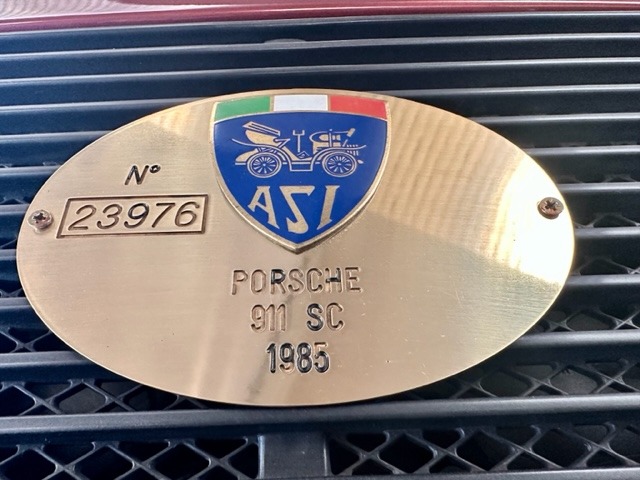 ASI
N°
23976
PORSCHE
911 SC
1985